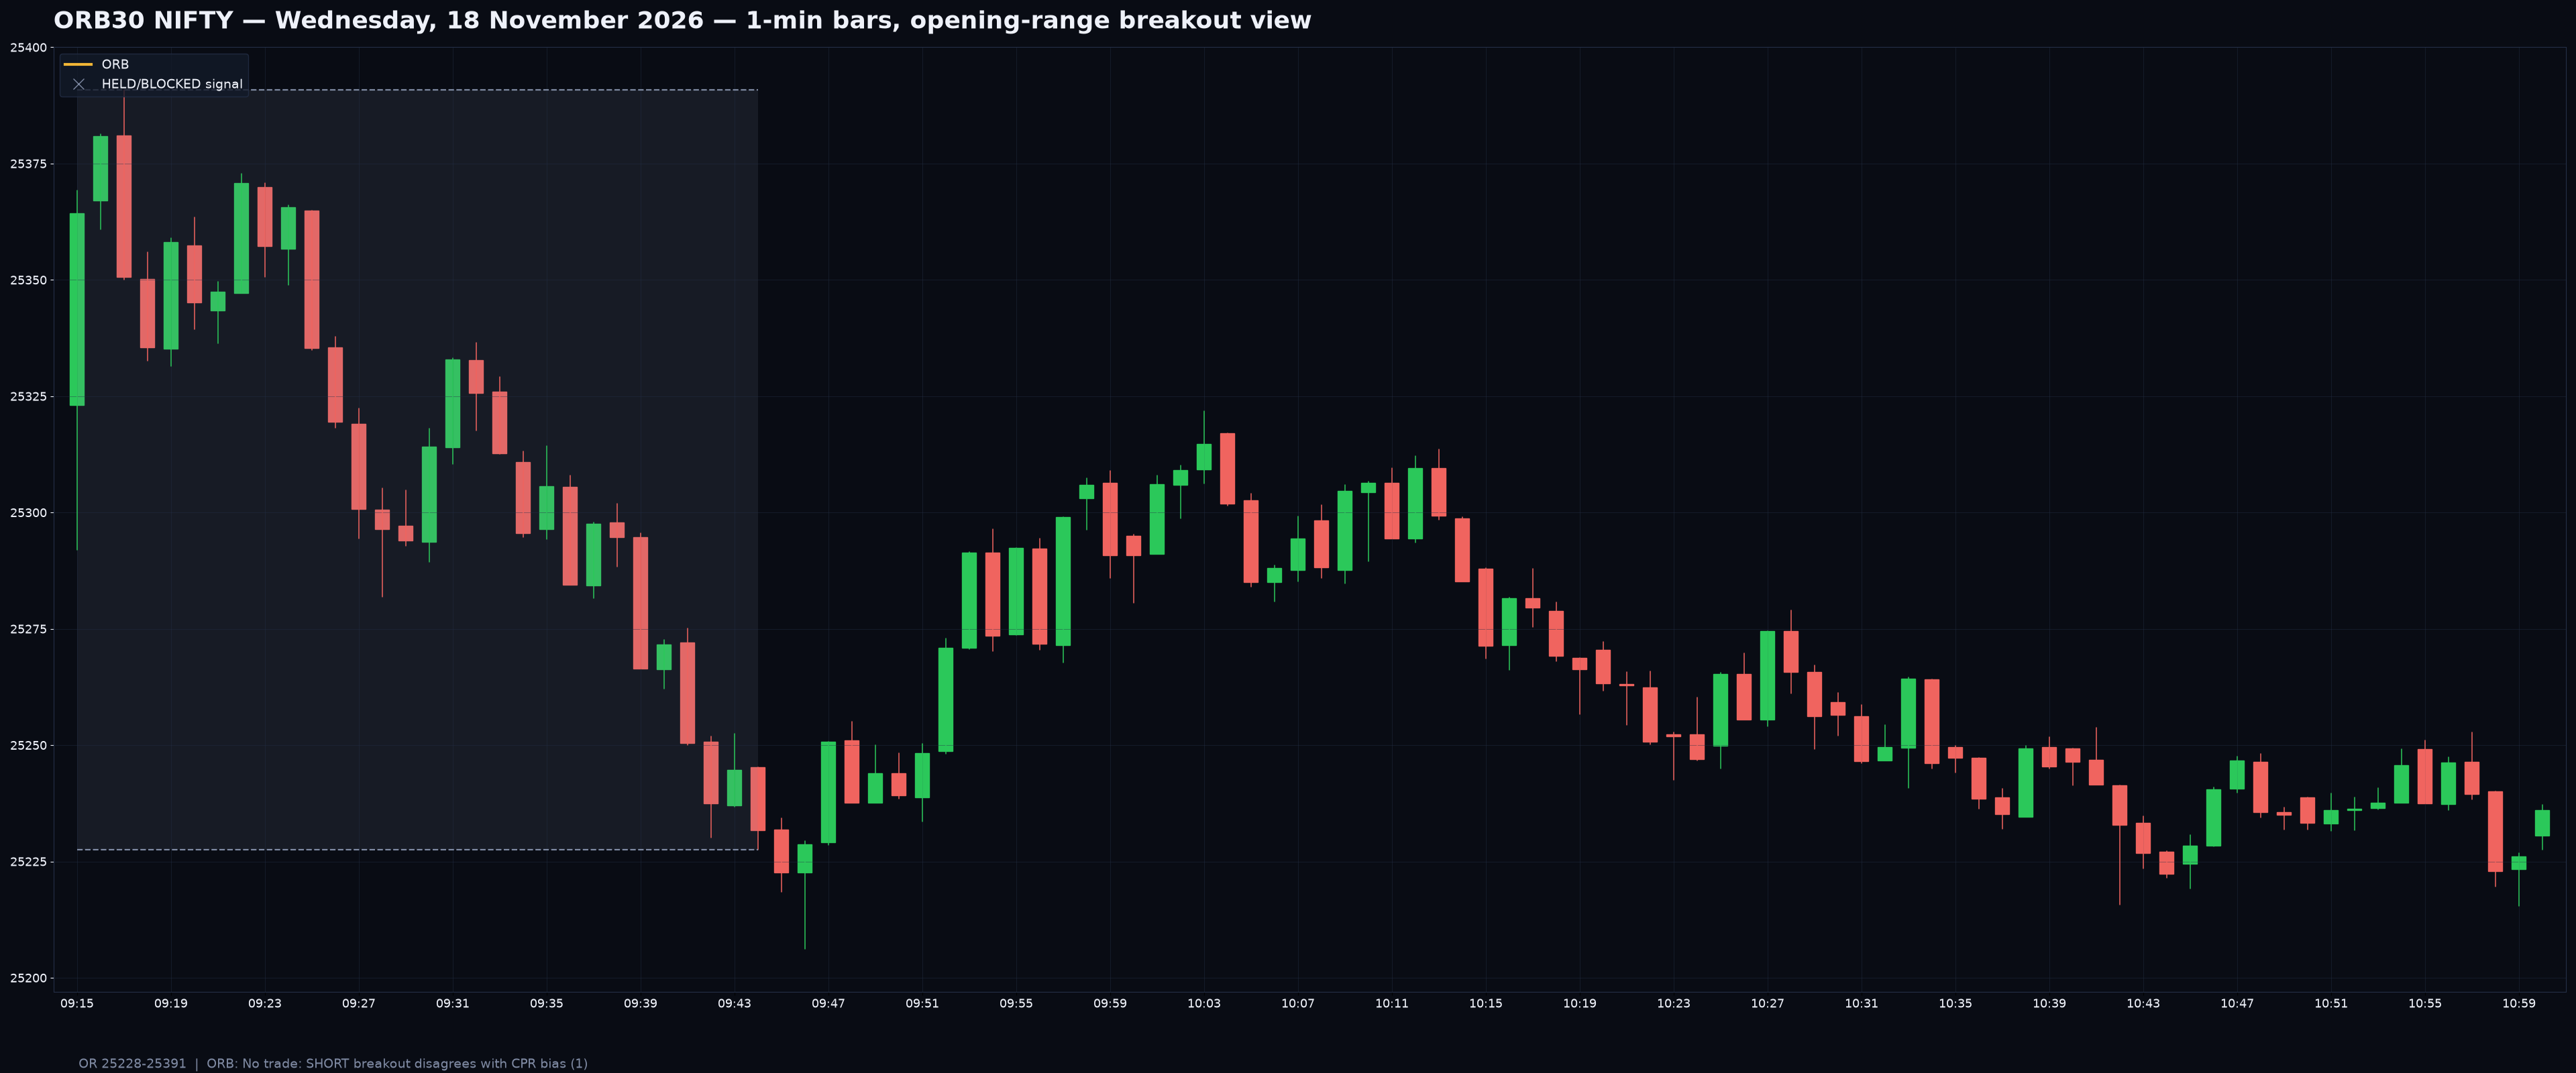 ORB30 NIFTY — Wednesday, 18 November 2026 — 1-min bars, opening-range breakout view
25400
ORB
HELD/BLOCKED signal
25375
25350
25325
25300
25275
25250
25225
25200
09:15 09:19 09:23 09:27 09:31 09:35 09:39 09:43 09:47 09:51 09:55 09:59 10:03 10:07 10:11 10:15 10:19 10:23 10:27 10:31 10:35 10:39 10:43 10:47 10:51 10:55 10:59
OR 25228-25391 | ORB: No trade: SHORT breakout disagrees with CPR bias (1)